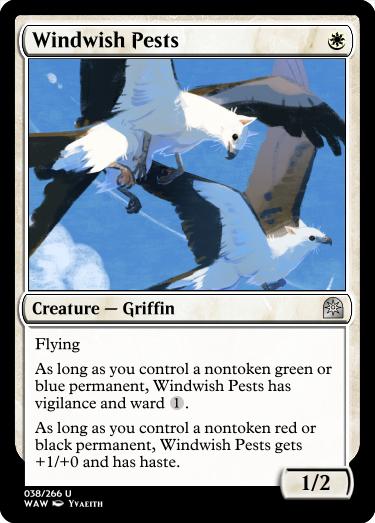 Windwish Pests
Creature — Griffin
Flying
As long as you control a nontoken green or
blue permanent, Windwish Pests has
vigilance and ward 1.
As long as you control a nontoken red or
black permanent, Windwish Pests gets
+1/+0 and has haste.
1/2
038/266 U
WAW Yvaeith